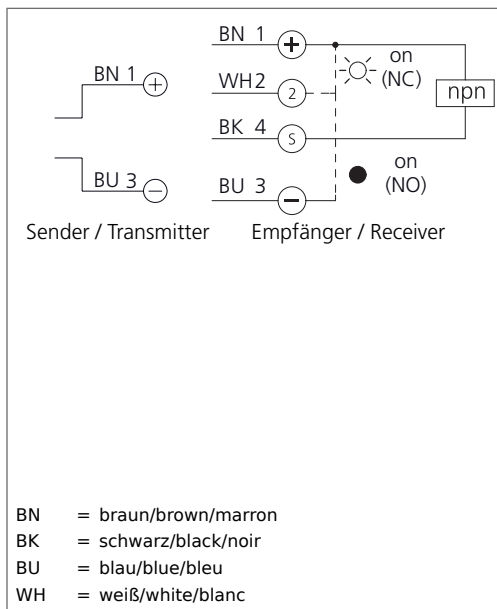 BN 1 +
BN 1 + on
(NC)
WH2 2
npn
BK 4 S
BU 3 −
BU 3 − on
(NO)
Sender / Transmitter Empfänger / Receiver
BN = braun/brown/marron
BK = schwarz/black/noir
BU = blau/blue/bleu
WH = weiß/white/blanc